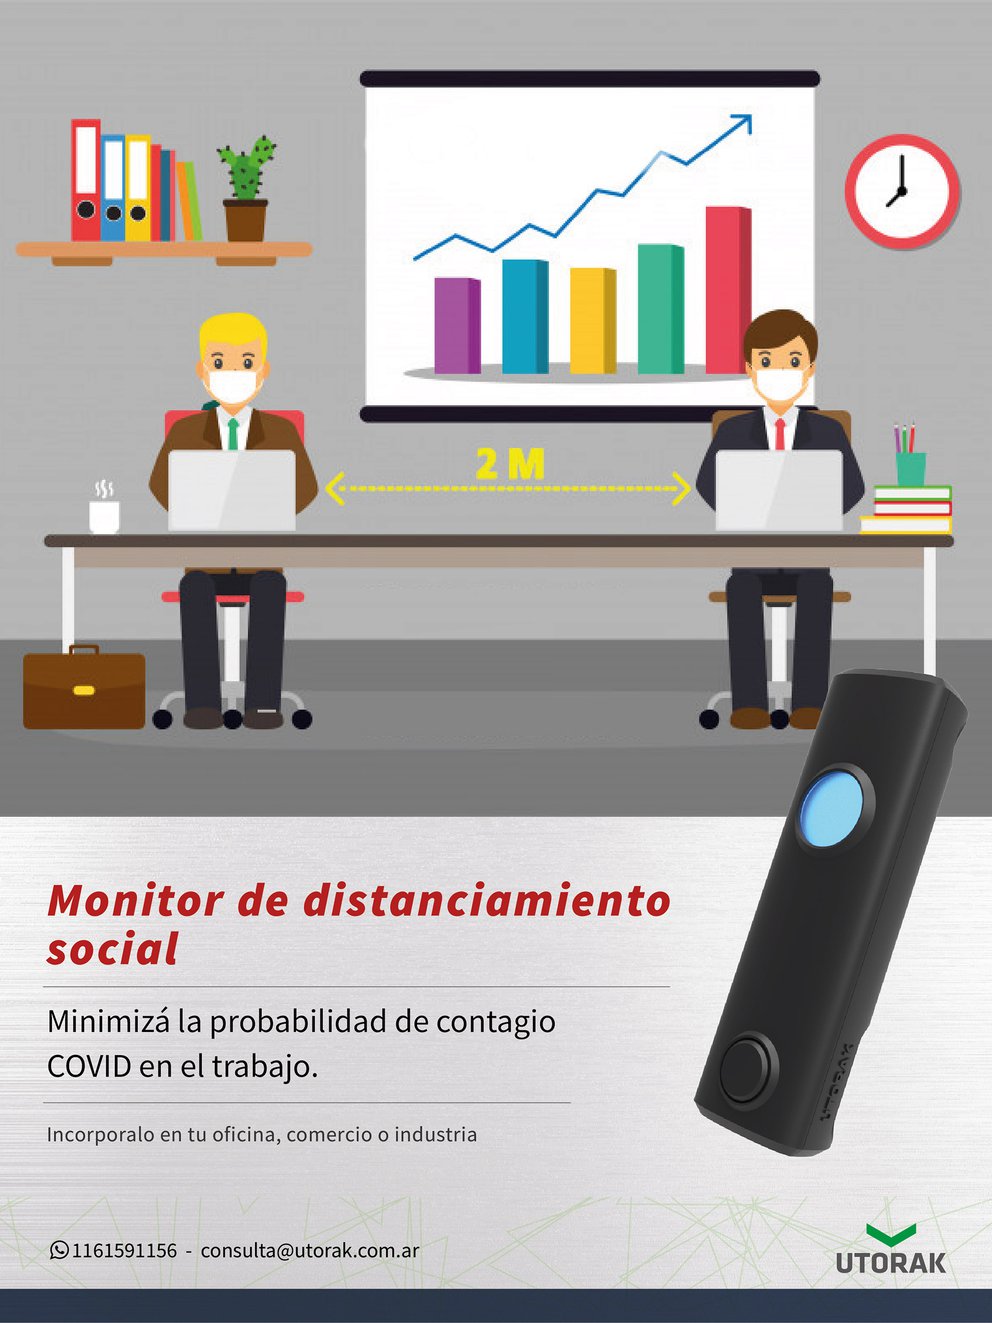 2 M
Monitor de distanciamiento
social
Minimizá la probabilidad de contagio
COVID en el trabajo.
Incorporalo en tu oficina, comercio o industria
UTORAK
1161591156 - consulta@utorak.com.ar
UTORAK